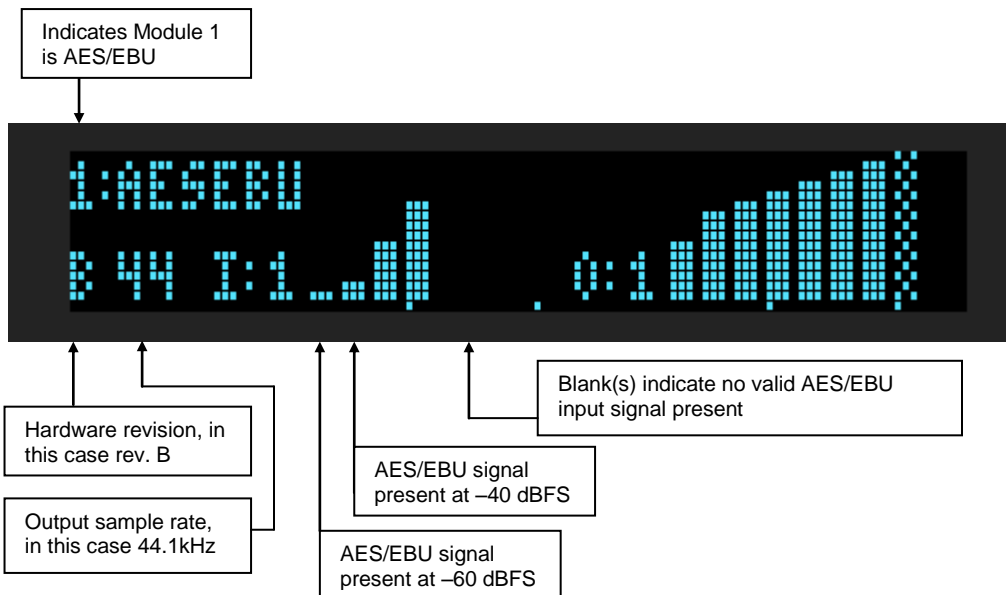 Indicates Module 1
is AES/EBU
1:AESEBU
B 44 I:1 O:1
Blank(s) indicate no valid AES/EBU
input signal present
Hardware revision, in
this case rev. B
AES/EBU signal
present at –40 dBFS
Output sample rate,
in this case 44.1kHz
AES/EBU signal
present at –60 dBFS